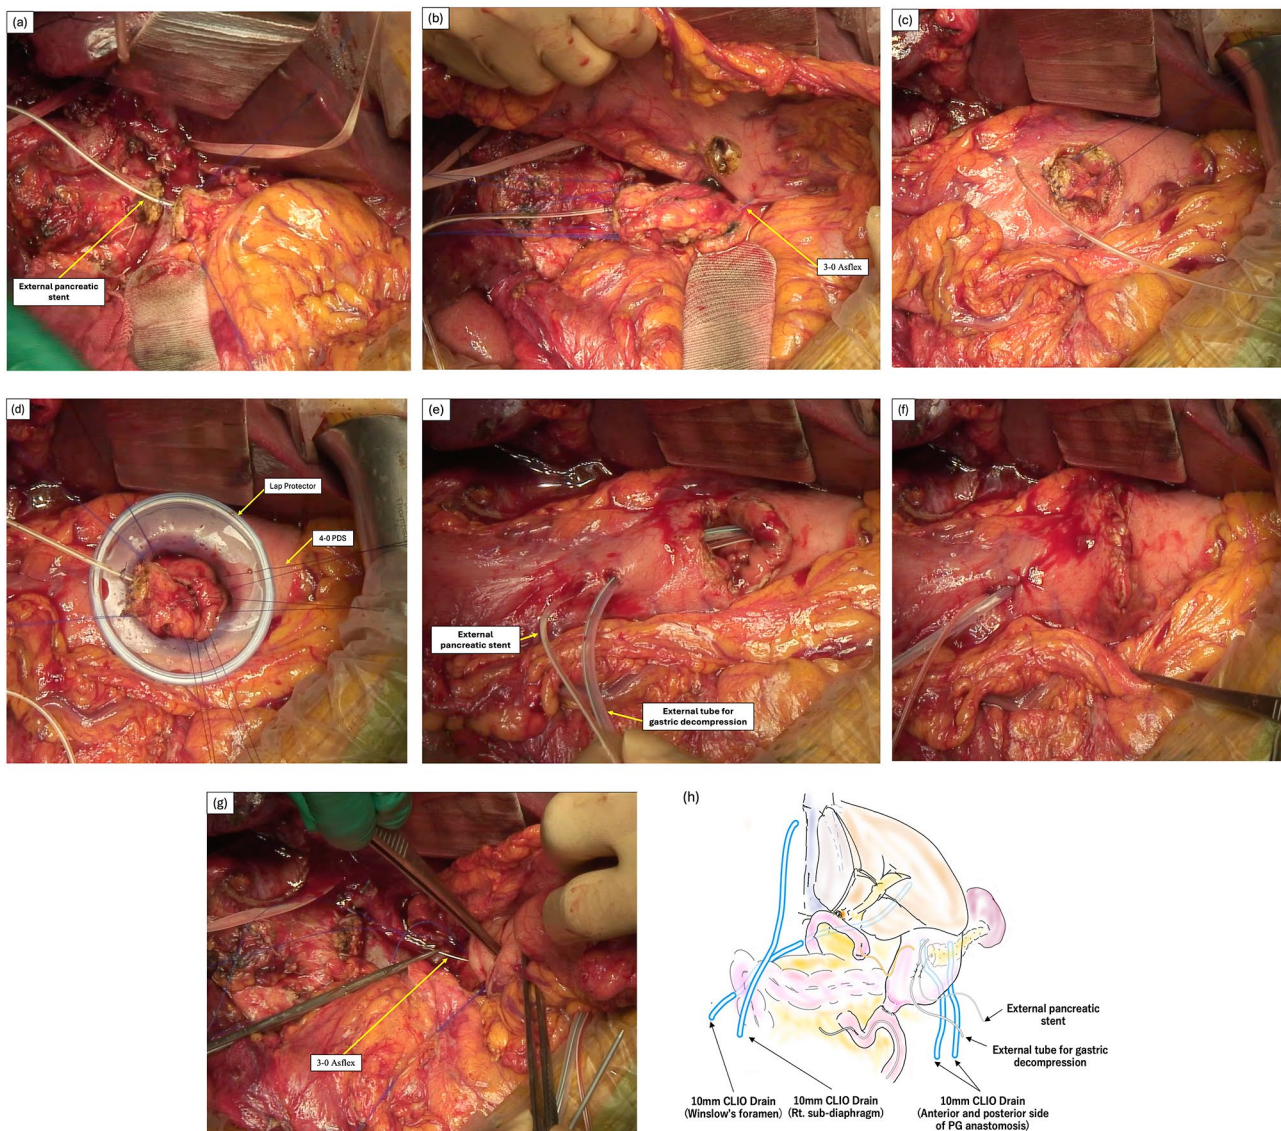 (a)
External pancreatic
stent
(b)
3-0 Asflex
(c)
(d)
Lap Protector
4-0 PDS
(e)
External
pancreatic stent
External tube for
gastric decompression
(f)
(g)
3-0 Asflex
(h)
External pancreatic
stent
External tube for gastric
decompression
10mm CLIO Drain
(Winslow's foramen)
10mm CLIO Drain
(Rt. sub-diaphragm)
10mm CLIO Drain
(Anterior and posterior side
of PG anastomosis)